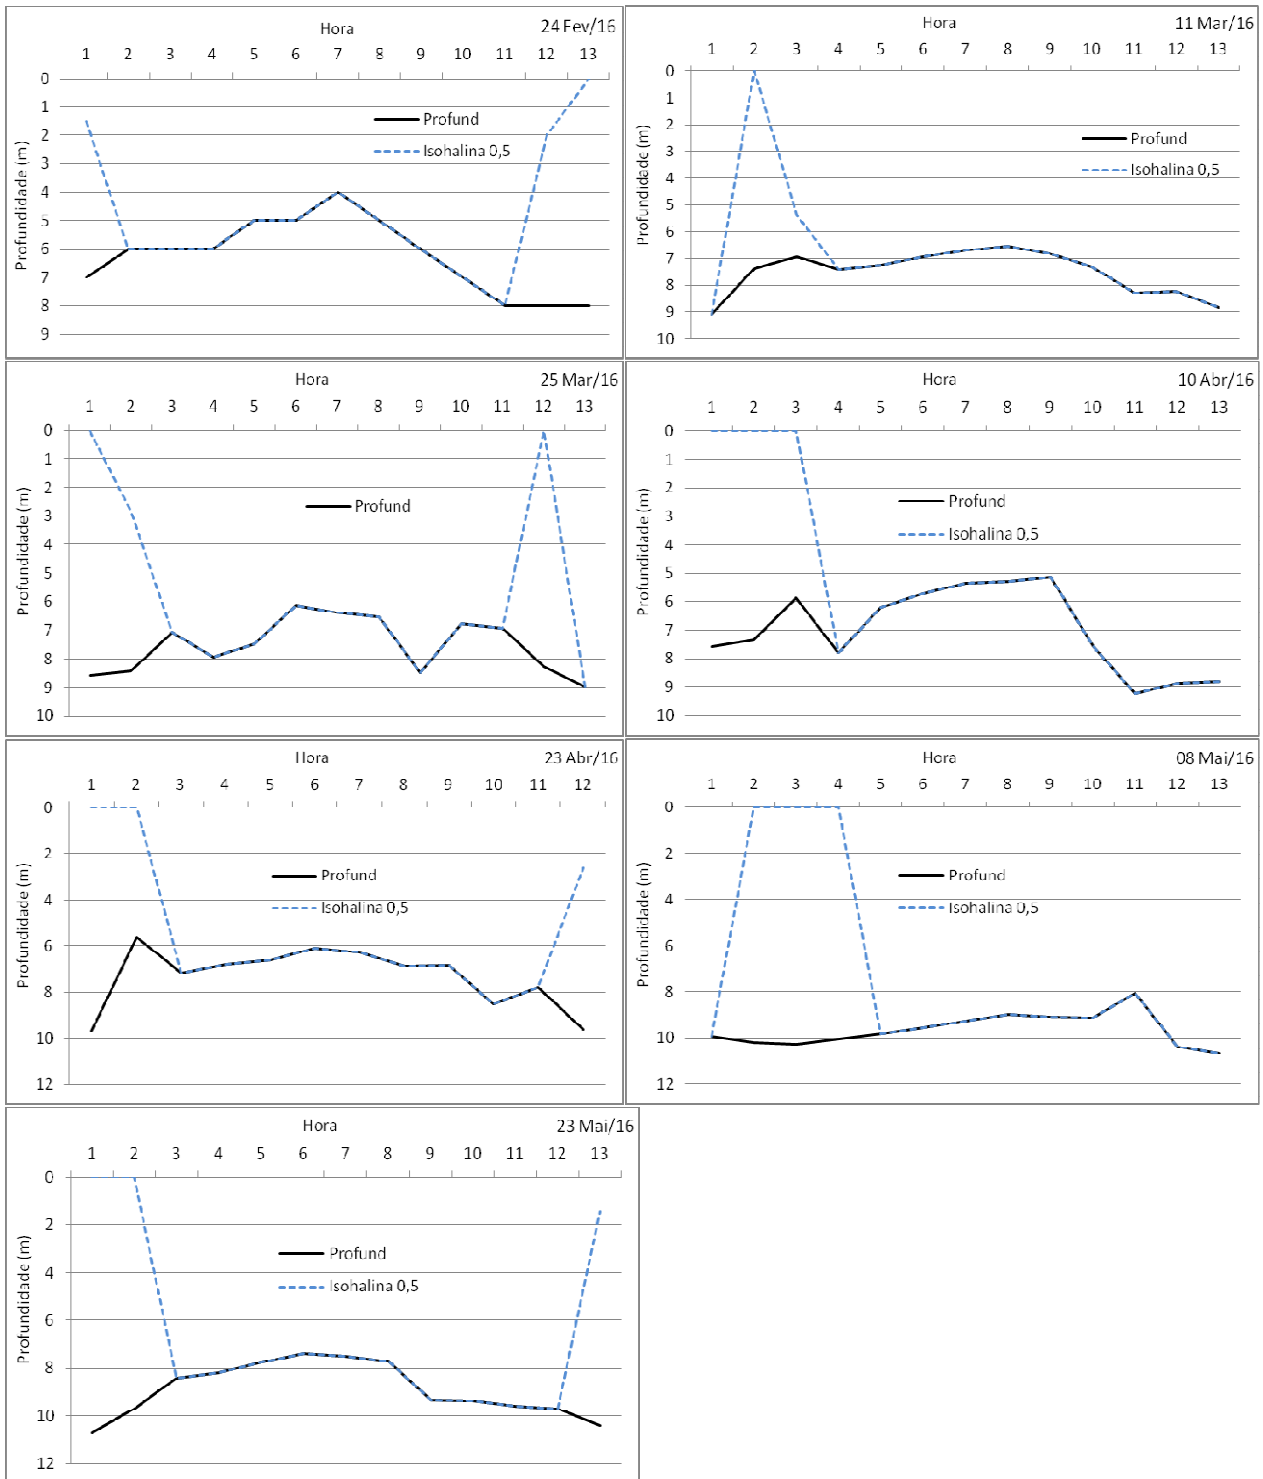 Hora 24 Fev/16
1 2 3 4 5 6 7 8 9 10 11 12 13
0
1
2
3
4
5
6
7
8
9
Profundidade (m)
Profund
Isohalina 0,5
Hora 11 Mar/16
1 2 3 4 5 6 7 8 9 10 11 12 13
0
1
2
3
4
5
6
7
8
9
10
Profundidade (m)
Profund
Isohalina 0,5
Hora 25 Mar/16
1 2 3 4 5 6 7 8 9 10 11 12 13
0
1
2
3
4
5
6
7
8
9
10
Profundidade (m)
Profund
Hora 10 Abr/16
1 2 3 4 5 6 7 8 9 10 11 12 13
0
1
2
3
4
5
6
7
8
9
10
Profundidade (m)
Profund
Isohalina 0,5
Hora 23 Abr/16
1 2 3 4 5 6 7 8 9 10 11 12
0
2
4
6
8
10
12
Profundidade (m)
Profund
Isohalina 0,5
Hora 08 Mai/16
1 2 3 4 5 6 7 8 9 10 11 12 13
0
2
4
6
8
10
12
Profundidade (m)
Profund
Isohalina 0,5
Hora 23 Mai/16
1 2 3 4 5 6 7 8 9 10 11 12 13
0
2
4
6
8
10
12
Profundidade (m)
Profund
Isohalina 0,5